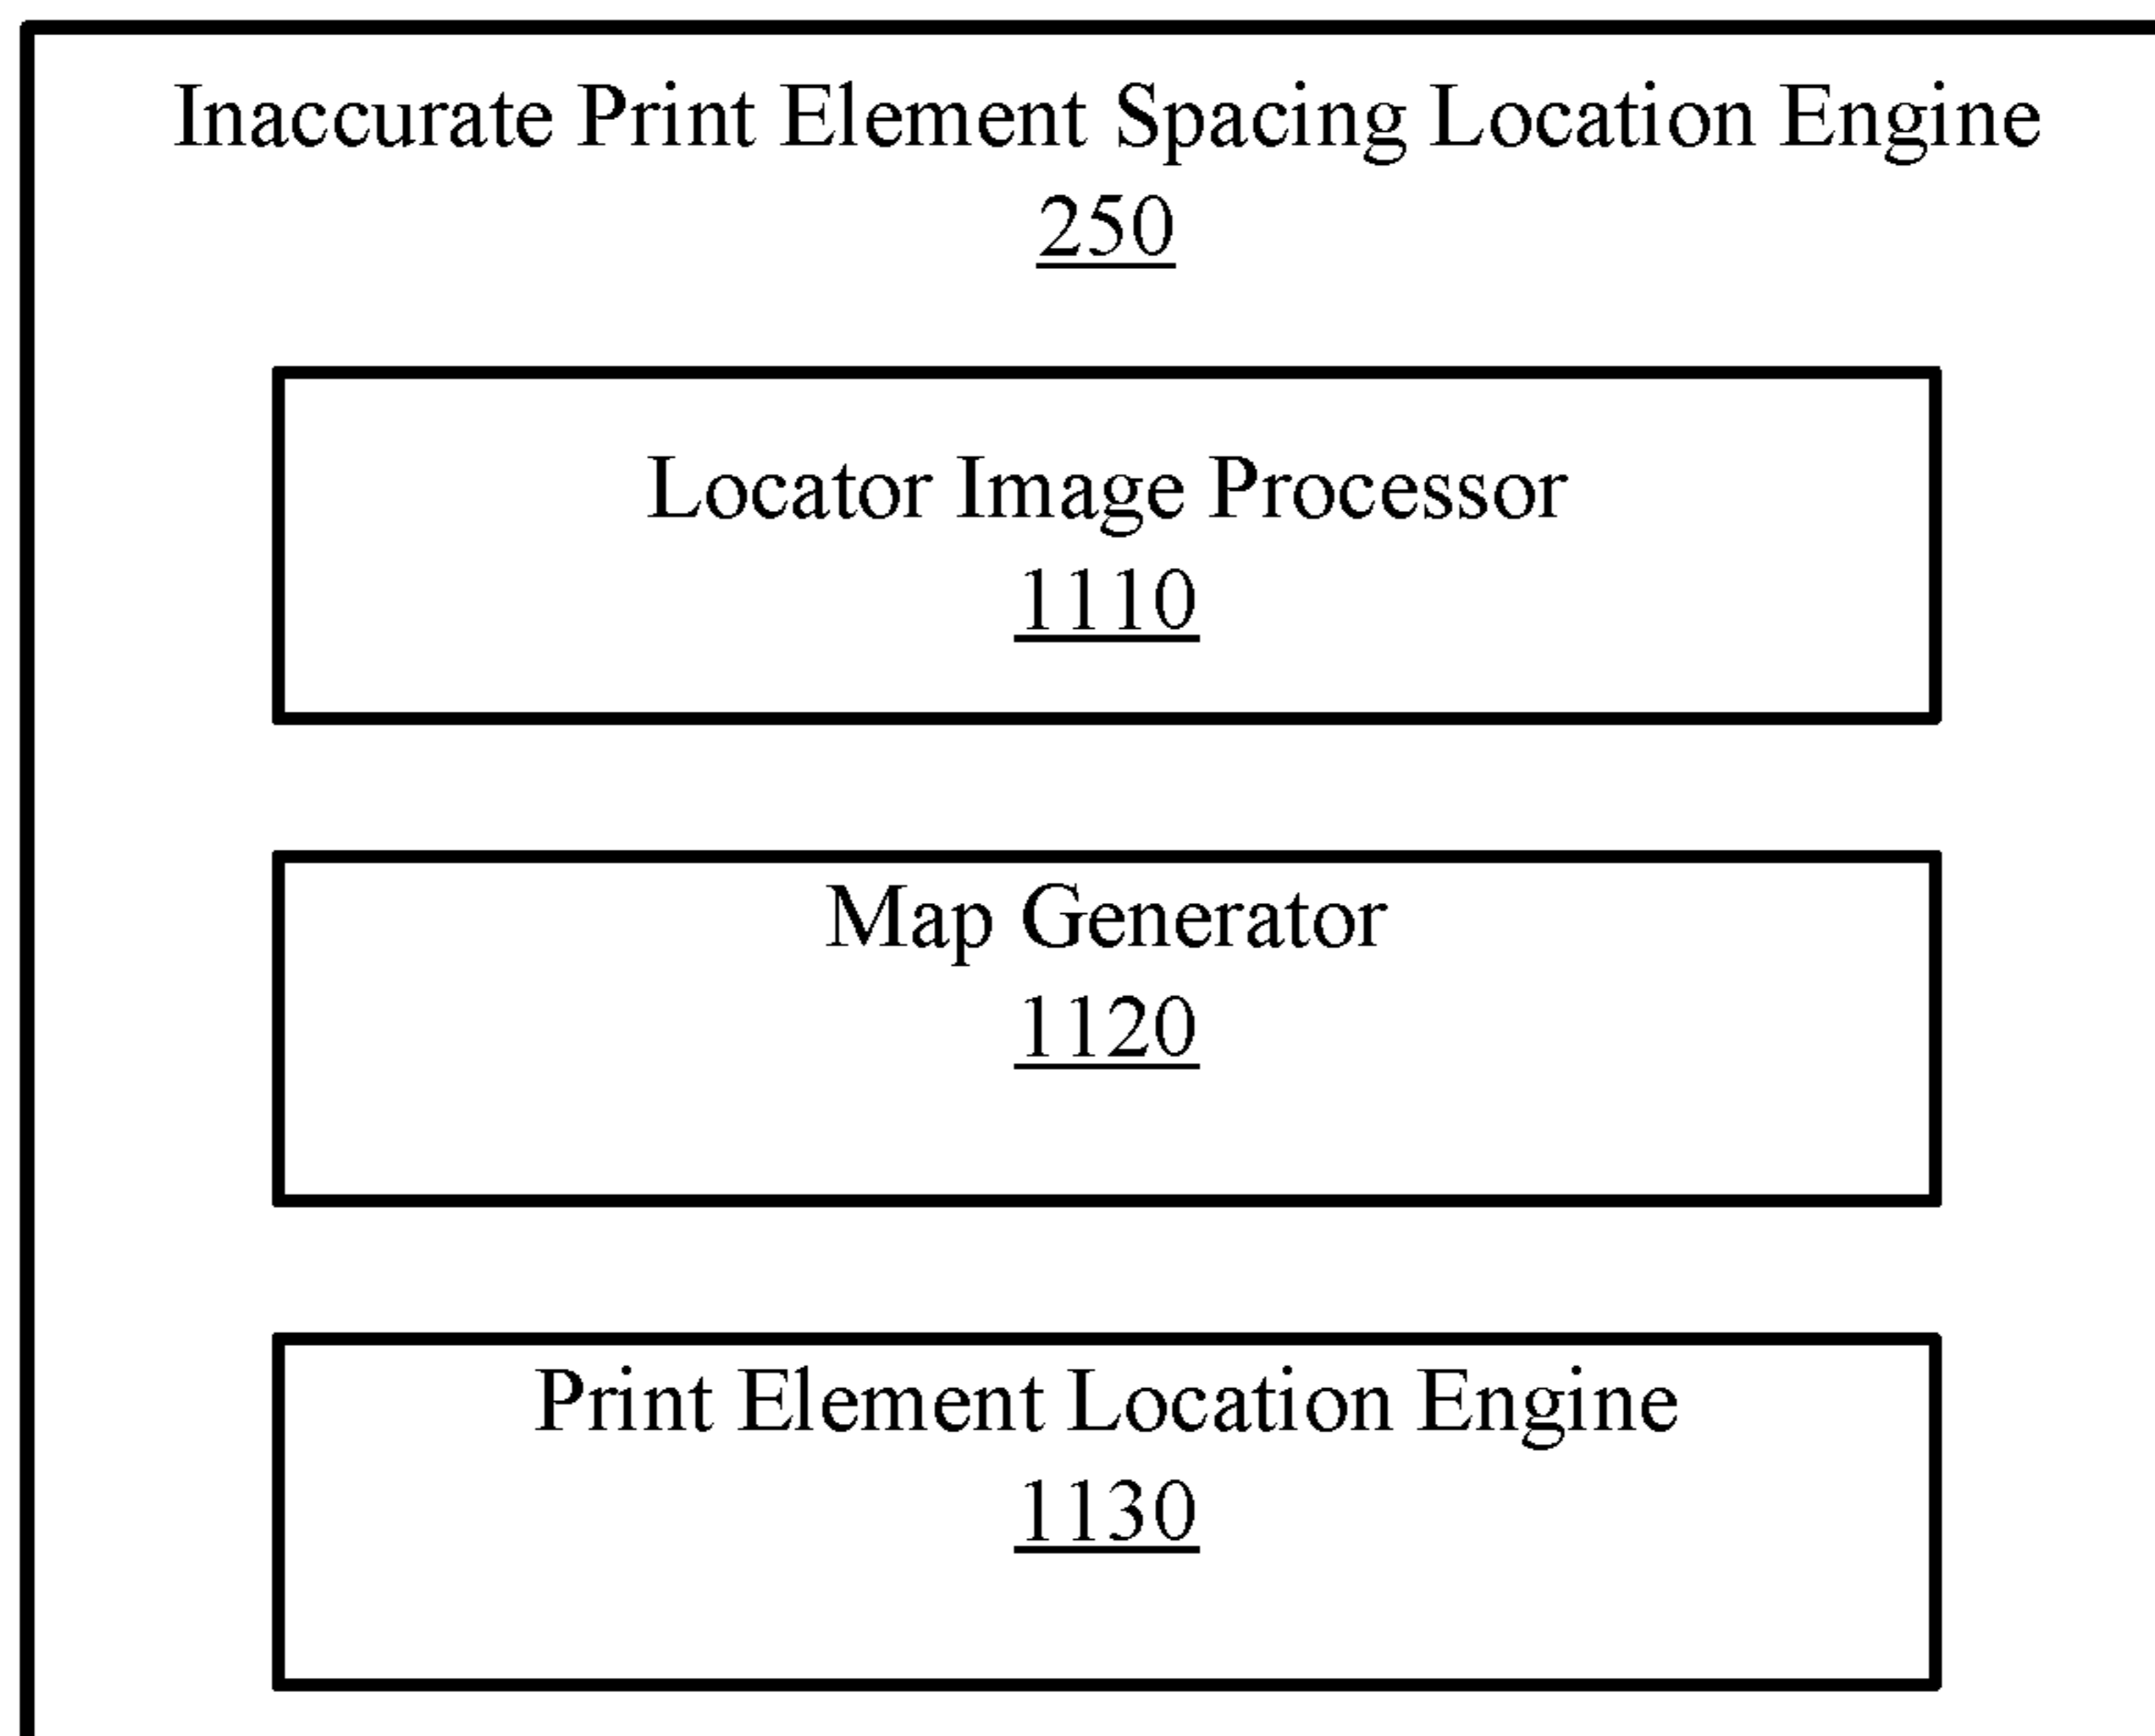 Inaccurate Print Element Spacing Location Engine
250
Locator Image Processor
1110
Map Generator
1120
Print Element Location Engine
1130